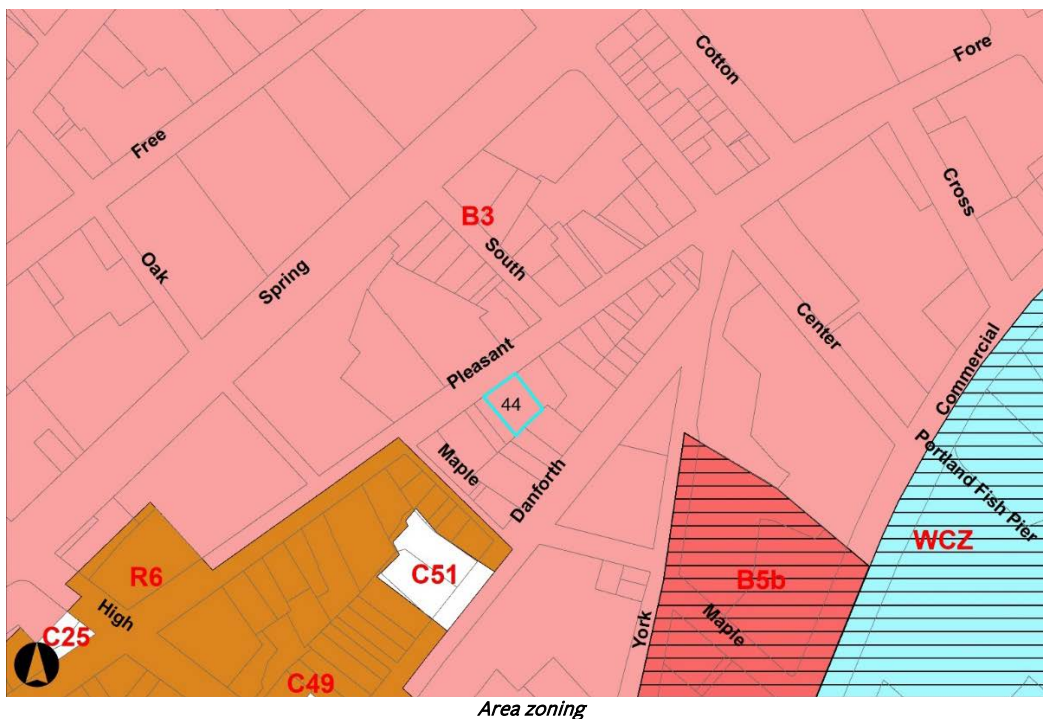 Cotton
Fore
Free
Cross
B3
South
Oak
Spring
Center
Commercial
Pleasant
44
Maple
Danforth
Portland Fish Pier
WCZ
R6
C51
B5b
High
Maple
York
C25
C49
Area zoning